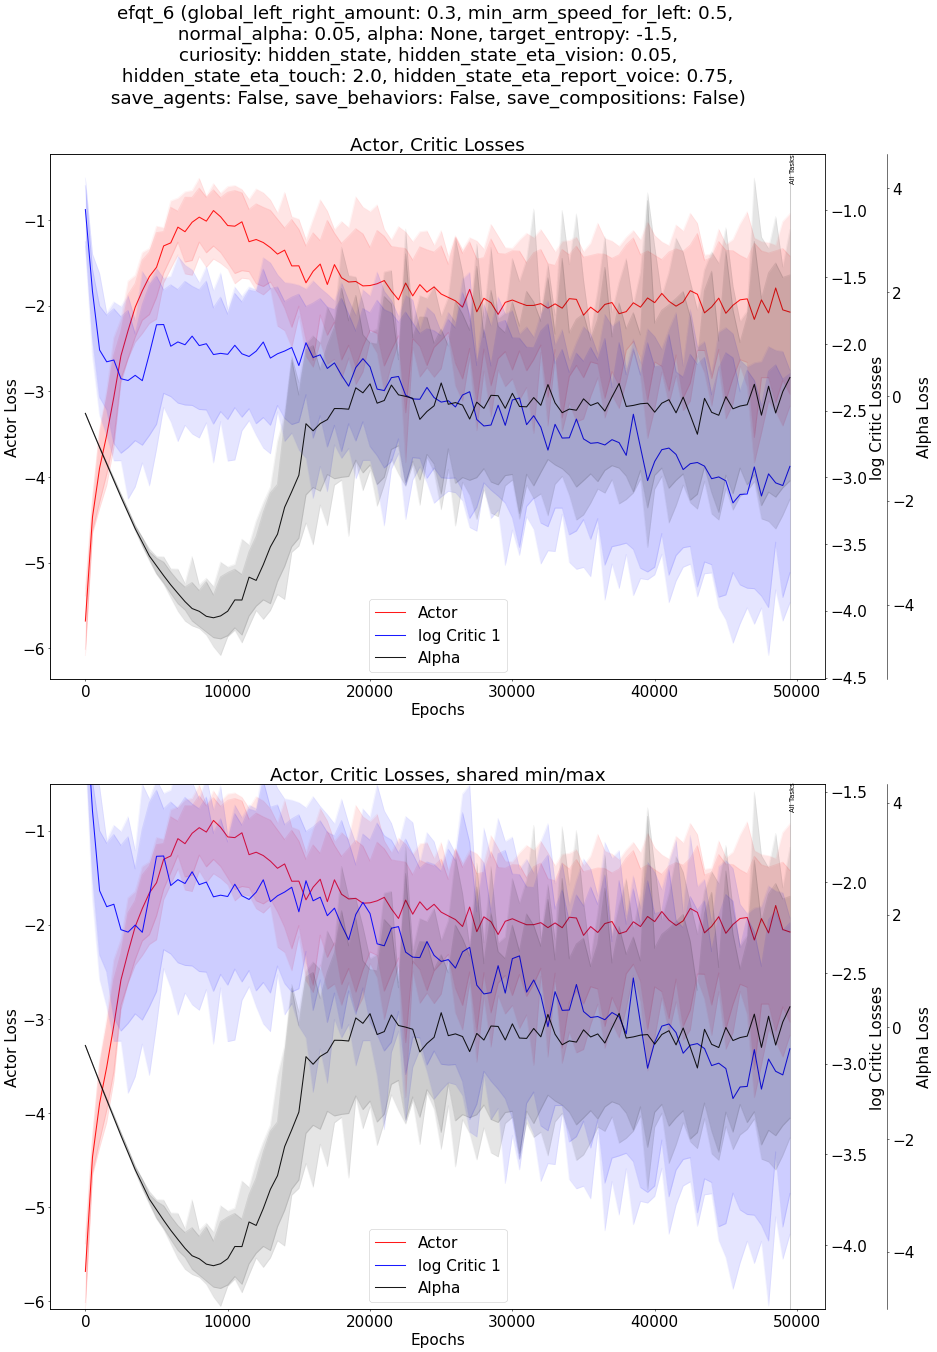 efqt_6 (global_left_right_amount: 0.3, min_arm_speed_for_left: 0.5,
normal_alpha: 0.05, alpha: None, target_entropy: -1.5,
curiosity: hidden_state, hidden_state_eta_vision: 0.05,
hidden_state_eta_touch: 2.0, hidden_state_eta_report_voice: 0.75,
save_agents: False, save_behaviors: False, save_compositions: False)
Actor, Critic Losses
All Tasks
Actor Loss
−1
−2
−3
−4
−5
−6
log Critic Losses
−1.0
−1.5
−2.0
−2.5
−3.0
−3.5
−4.0
−4.5
Alpha Loss
4
2
0
−2
−4
Actor
log Critic 1
Alpha
0 10000 20000 30000 40000 50000
Epochs
Actor, Critic Losses, shared min/max
All Tasks
Actor Loss
−1
−2
−3
−4
−5
−6
log Critic Losses
−1.5
−2.0
−2.5
−3.0
−3.5
−4.0
Alpha Loss
4
2
0
−2
−4
Actor
log Critic 1
Alpha
0 10000 20000 30000 40000 50000
Epochs